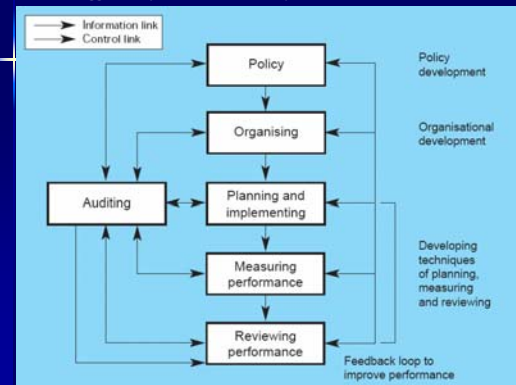 Information link
Control link
Policy
Policy
development
Organising
Organisational
development
Auditing
Planning and
implementing
Developing
techniques
of planning,
measuring
and reviewing
Measuring
performance
Reviewing
performance
Feedback loop to
improve performance